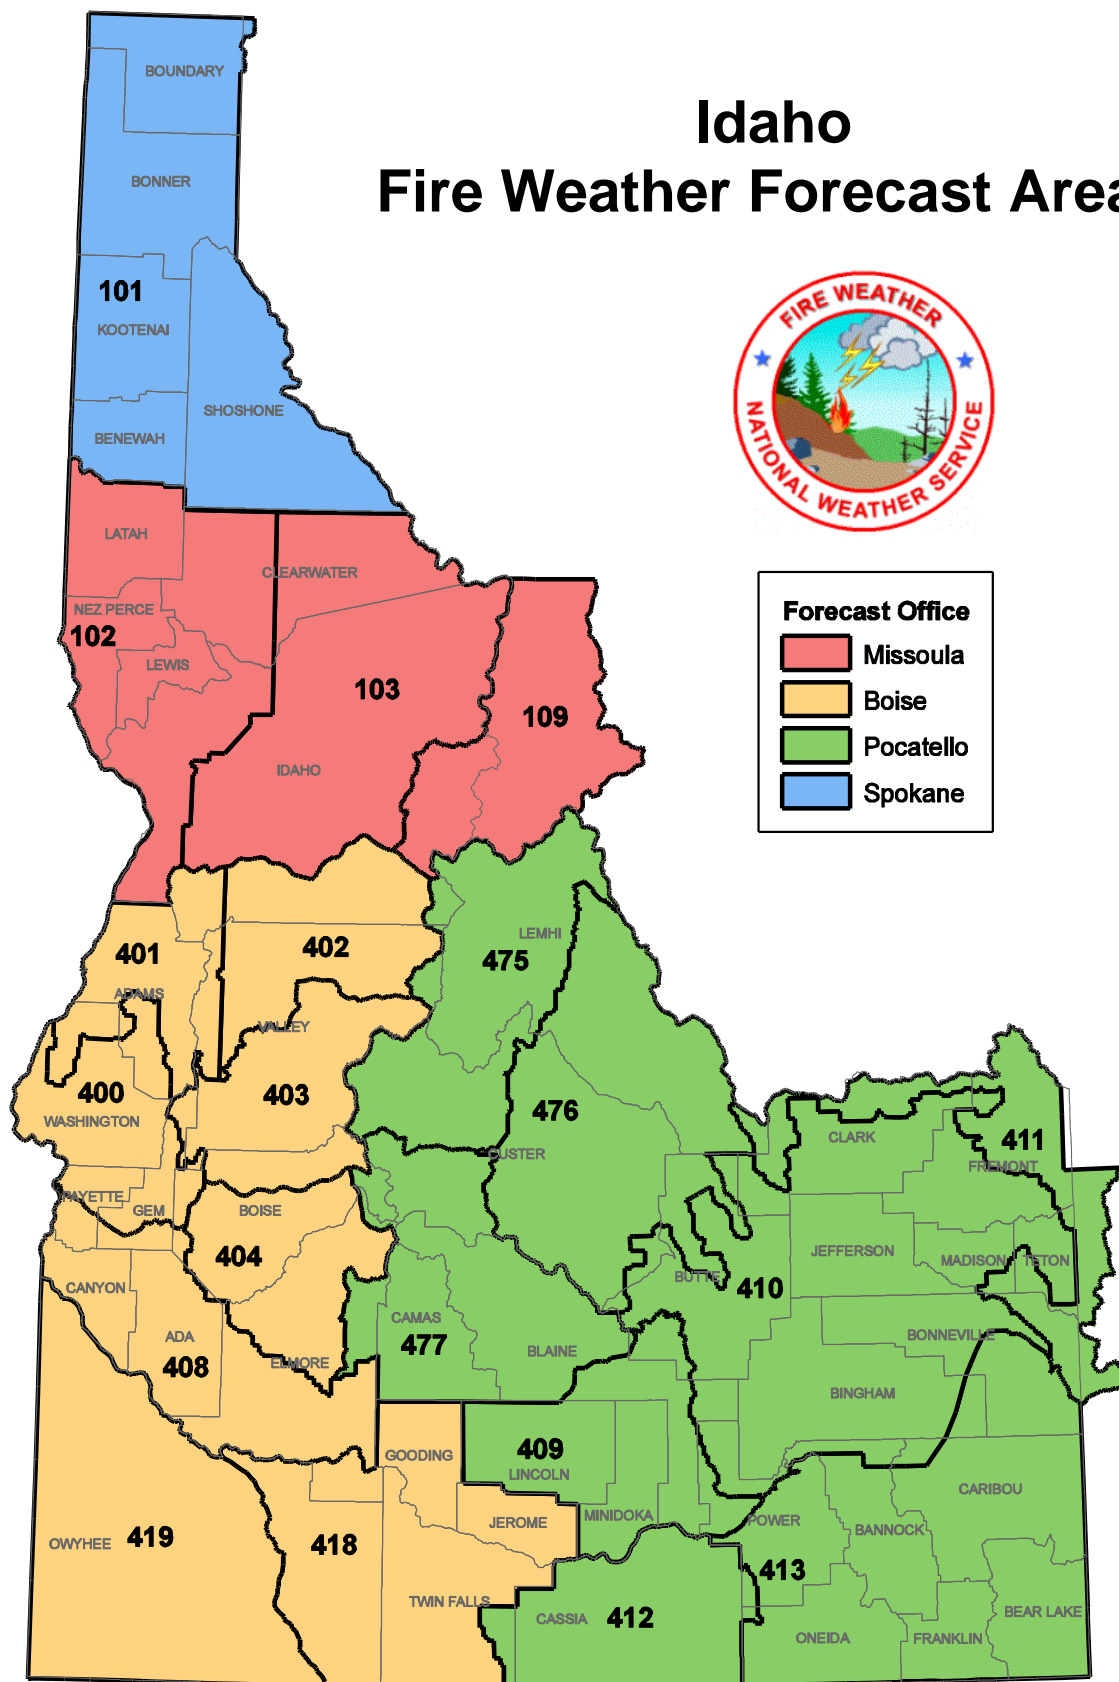 Idaho
Fire Weather Forecast Area
FIRE WEATHER
NATIONAL WEATHER SERVICE
Forecast Office
Missoula
Boise
Pocatello
Spokane
BOUNDARY
BONNER
101
KOOTENAI
SHOSHONE
BENEWAH
LATAH
CLEARWATER
NEZ PERCE
102
LEWIS
103
109
IDAHO
401
402
LEMHI
475
ADAMS
VALLEY
400
403
476
WASHINGTON
CLARK
411
CUSTER
FREMONT
PAYETTE
GEM
BOISE
404
JEFFERSON
MADISON
TETON
BUTTE
410
CANYON
CAMAS
ADA
477
BLAINE
BONNEVILLE
408
ELMORE
BINGHAM
GOODING
409
LINCOLN
CARIBOU
MINIDOKA
JEROME
POWER
BANNOCK
OWYHEE
419
418
413
TWIN FALLS
CASSIA
412
BEAR LAKE
ONEIDA
FRANKLIN